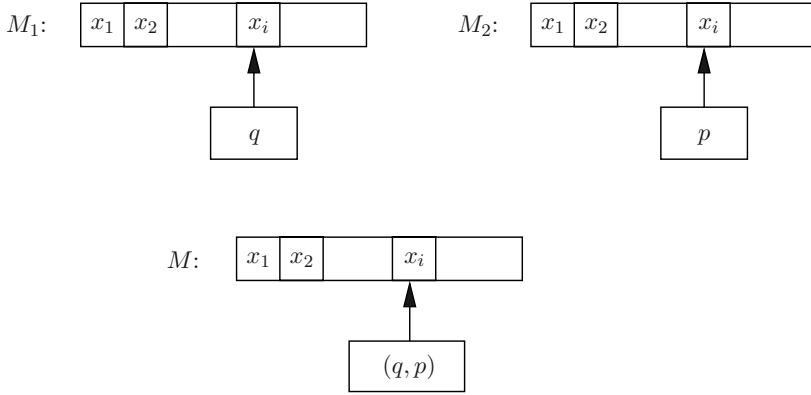 M₁: x₁ x₂ xᵢ M₂: x₁ x₂ xᵢ
q p
M: x₁ x₂ xᵢ
(q, p)